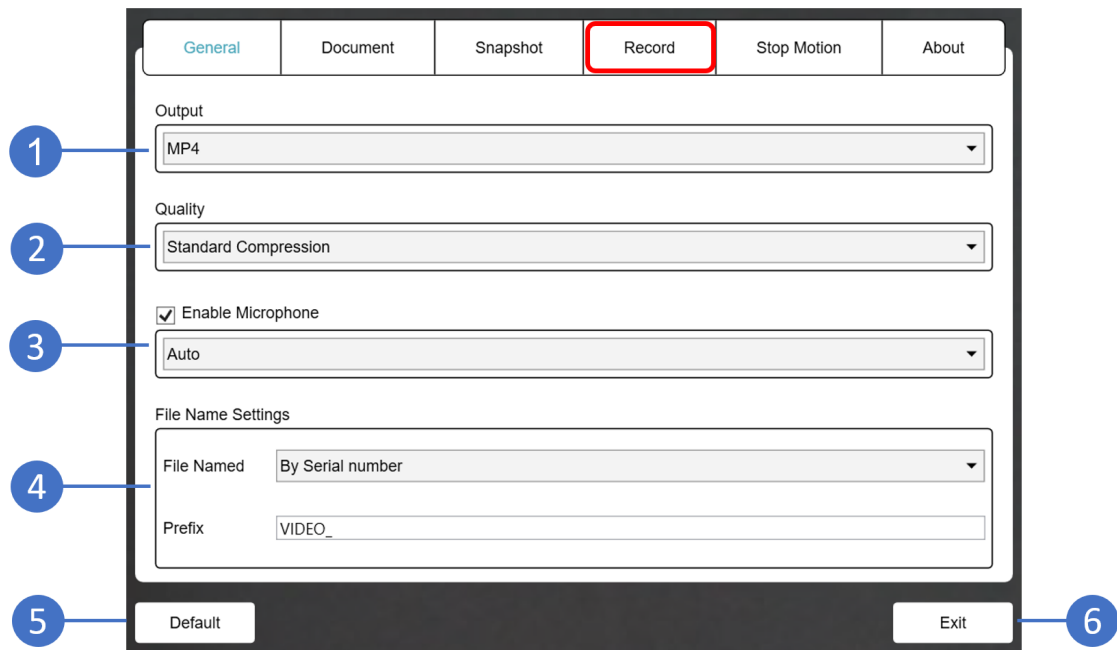 General Document Snapshot Record Stop Motion About
Output
1 MP4
Quality
2 Standard Compression
Enable Microphone
3 Auto
File Name Settings
File Named By Serial number
4
Prefix VIDEO_
5 Default Exit 6